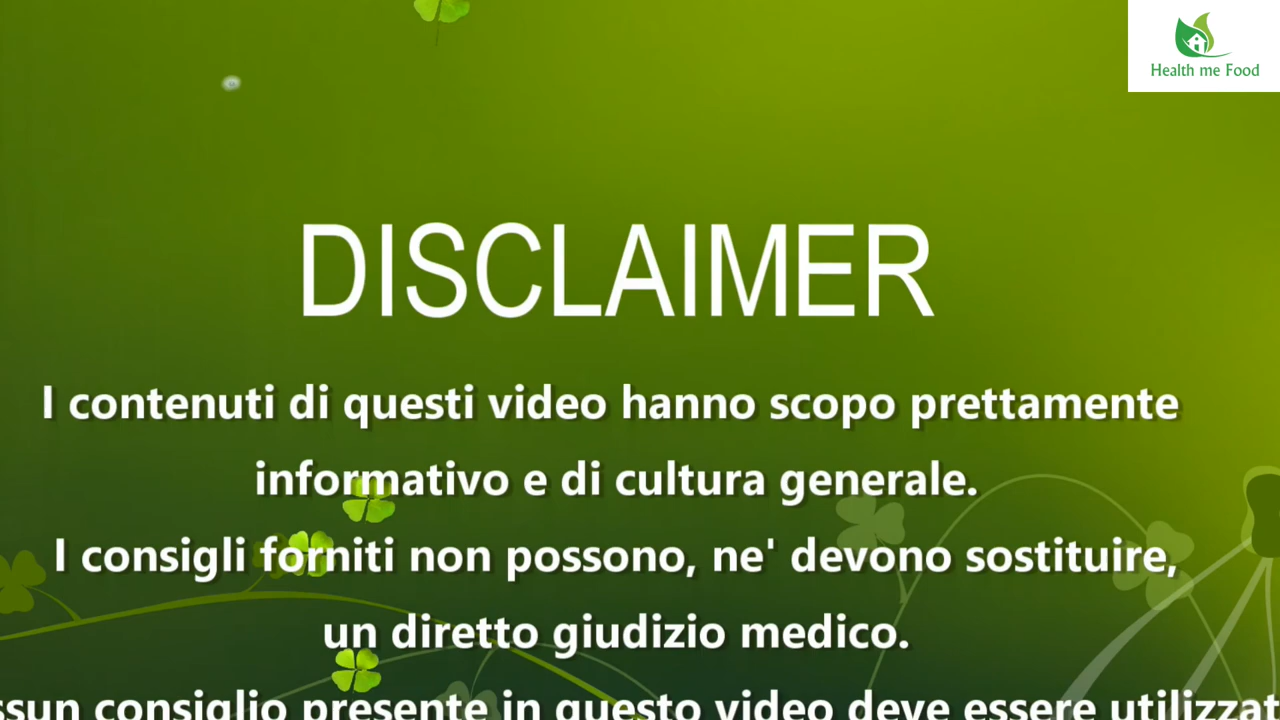 Health me Food
DISCLAIMER
I contenuti di questi video hanno scopo prettamente
informativo e di cultura generale.
I consigli forniti non possono, ne' devono sostituire,
un diretto giudizio medico.
consiglio presente in questo video deve essere